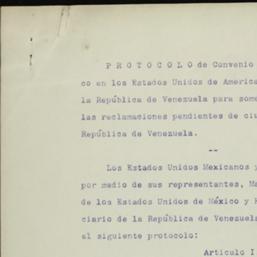 P R O T O C O L O de Convenio
co en los Estados Unidos de America
la República de Venezuela para some
las reclamaciones pendientes de ciu
República de Venezuela.
--
Los Estados Unidos Mexicanos y
por medio de sus representantes, Ma
de los Estados Unidos de México y
ciario de la República de Venezuela
el siguiente protocolo:
Articulo I